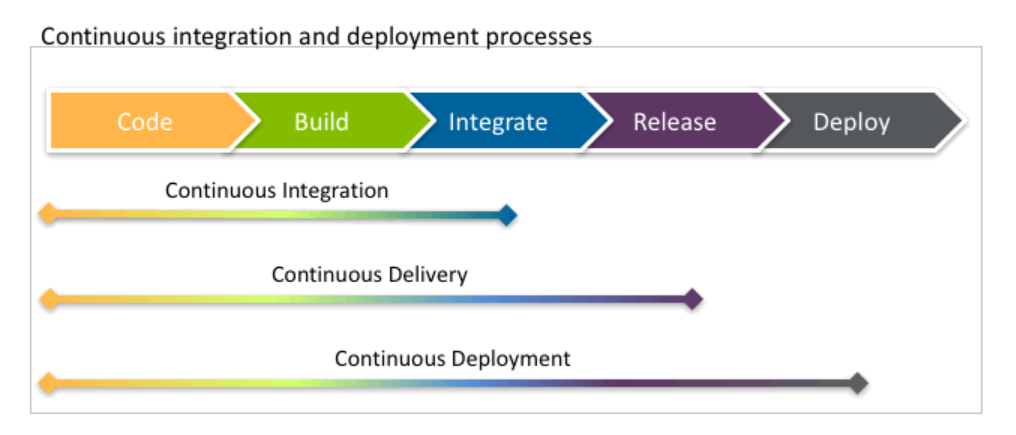 Continuous integration and deployment processes
Code Build Integrate Release Deploy
Continuous Integration
Continuous Delivery
Continuous Deployment